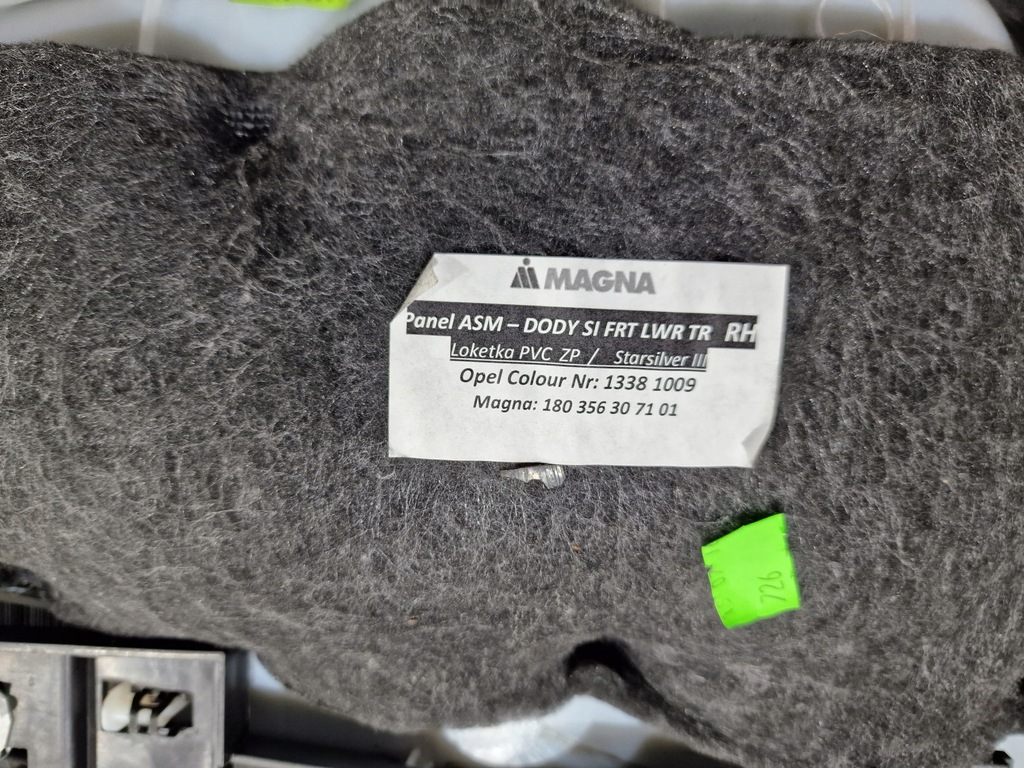 MAGNA
Panel ASM – DODY SI FRT LWR TR RH
Loketka PVC ZP / Starsilver III
Opel Colour Nr: 1338 1009
Magna: 180 356 30 71 01
726